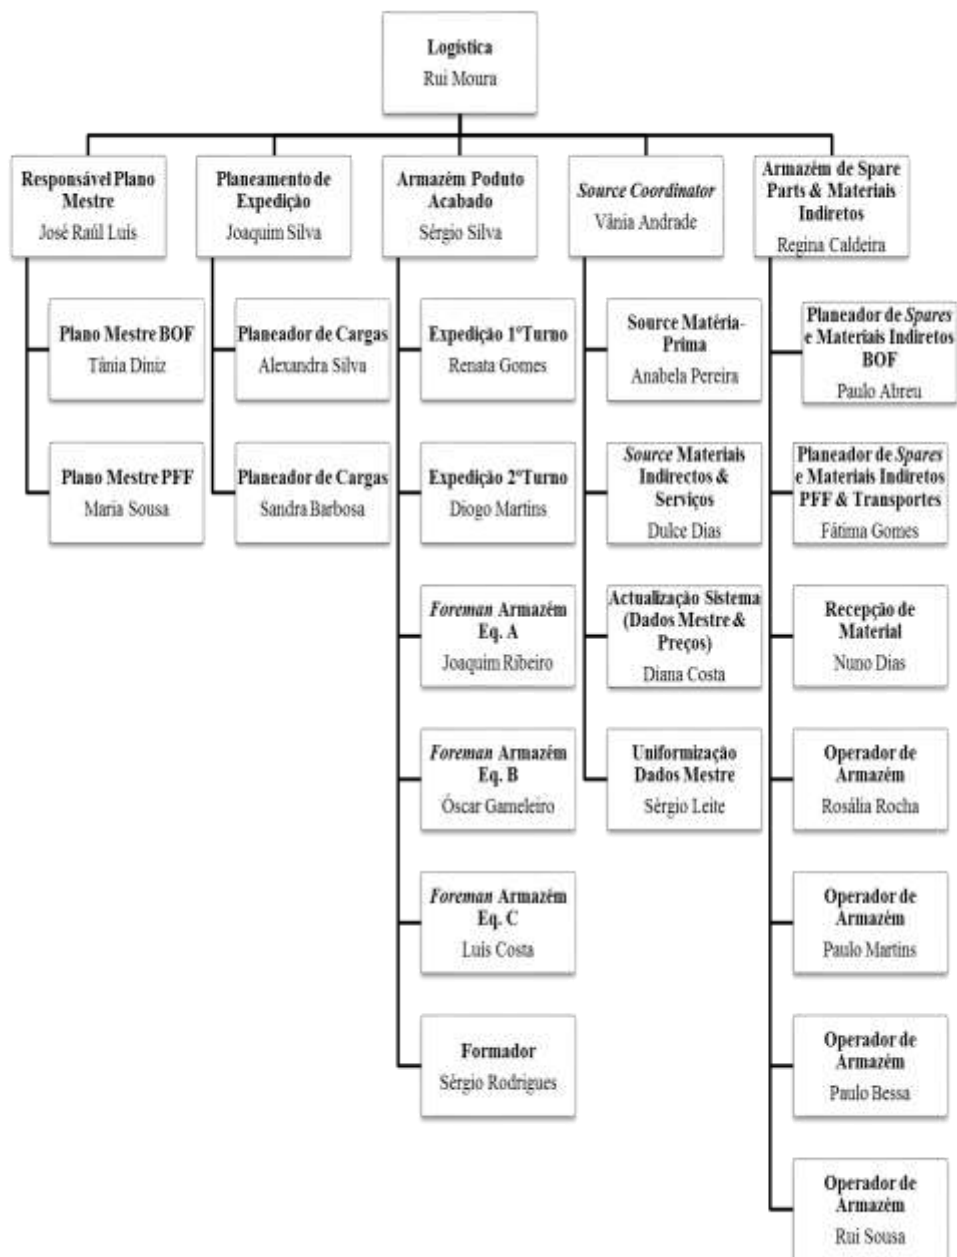 Logística
Rui Moura
Responsável Plano
Mestre
José Raúl Luis
Planeamento de
Expedição
Joaquim Silva
Armazém Poduto
Acabado
Sérgio Silva
Source Coordinator
Vânia Andrade
Armazém de Spare
Parts & Materiais
Indiretos
Regina Caldeira
Plano Mestre BOF
Tânia Diniz
Plano Mestre PFF
Maria Sousa
Planeador de Cargas
Alexandra Silva
Planeador de Cargas
Sandra Barbosa
Expedição 1ºTurno
Renata Gomes
Expedição 2ºTurno
Diogo Martins
Foreman Armazém
Eq. A
Joaquim Ribeiro
Foreman Armazém
Eq. B
Óscar Gameleiro
Foreman Armazém
Eq. C
Luis Costa
Formador
Sérgio Rodrigues
Source Matéria-
Prima
Anabela Pereira
Source Materiais
Indirectos &
Serviços
Dulce Dias
Actualização Sistema
(Dados Mestre &
Preços)
Diana Costa
Uniformização
Dados Mestre
Sérgio Leite
Planeador de Spares
e Materiais Indiretos
BOF
Paulo Abreu
Planeador de Spares
e Materiais Indiretos
PFF & Transportes
Fátima Gomes
Recepção de
Material
Nuno Dias
Operador de
Armazém
Rosália Rocha
Operador de
Armazém
Paulo Martins
Operador de
Armazém
Paulo Bessa
Operador de
Armazém
Rui Sousa